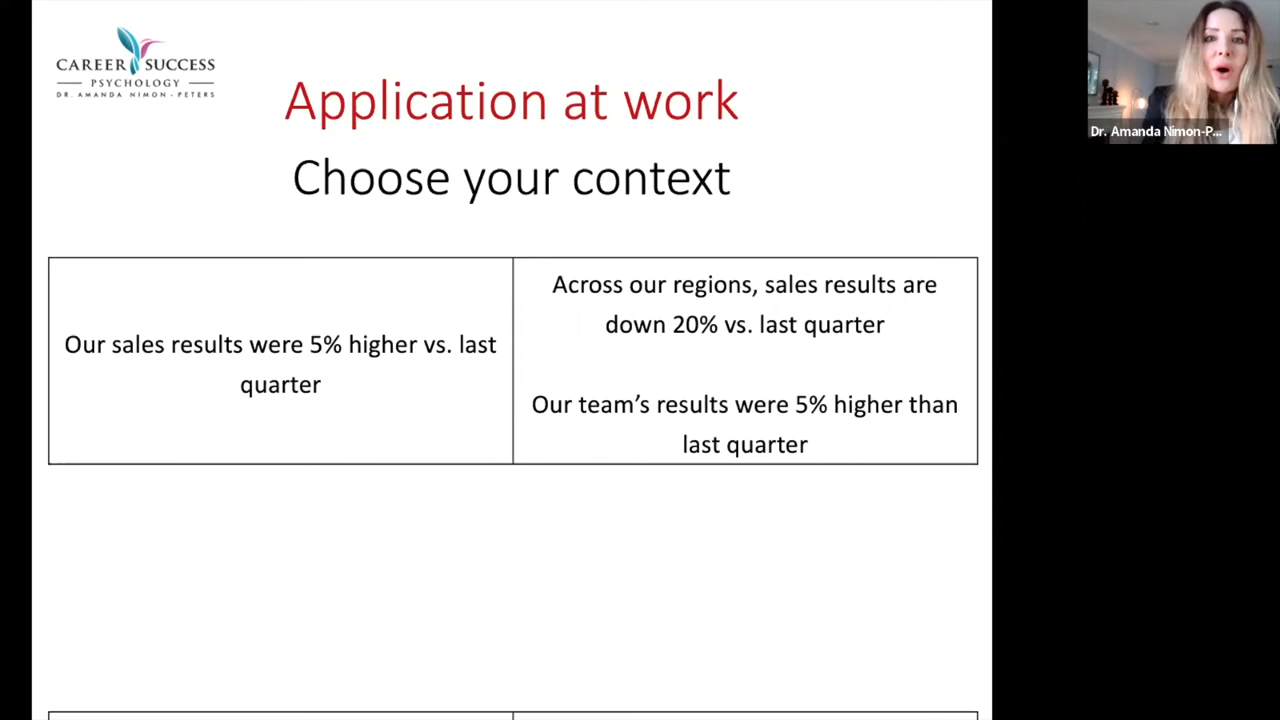 CAREER SUCCESS
PSYCHOLOGY
DR. AMANDA NIMON-PETERS
Application at work
Choose your context
Our sales results were 5% higher vs. last
quarter
Across our regions, sales results are
down 20% vs. last quarter
Our team’s results were 5% higher than
last quarter
Dr. Amanda Nimon-P...